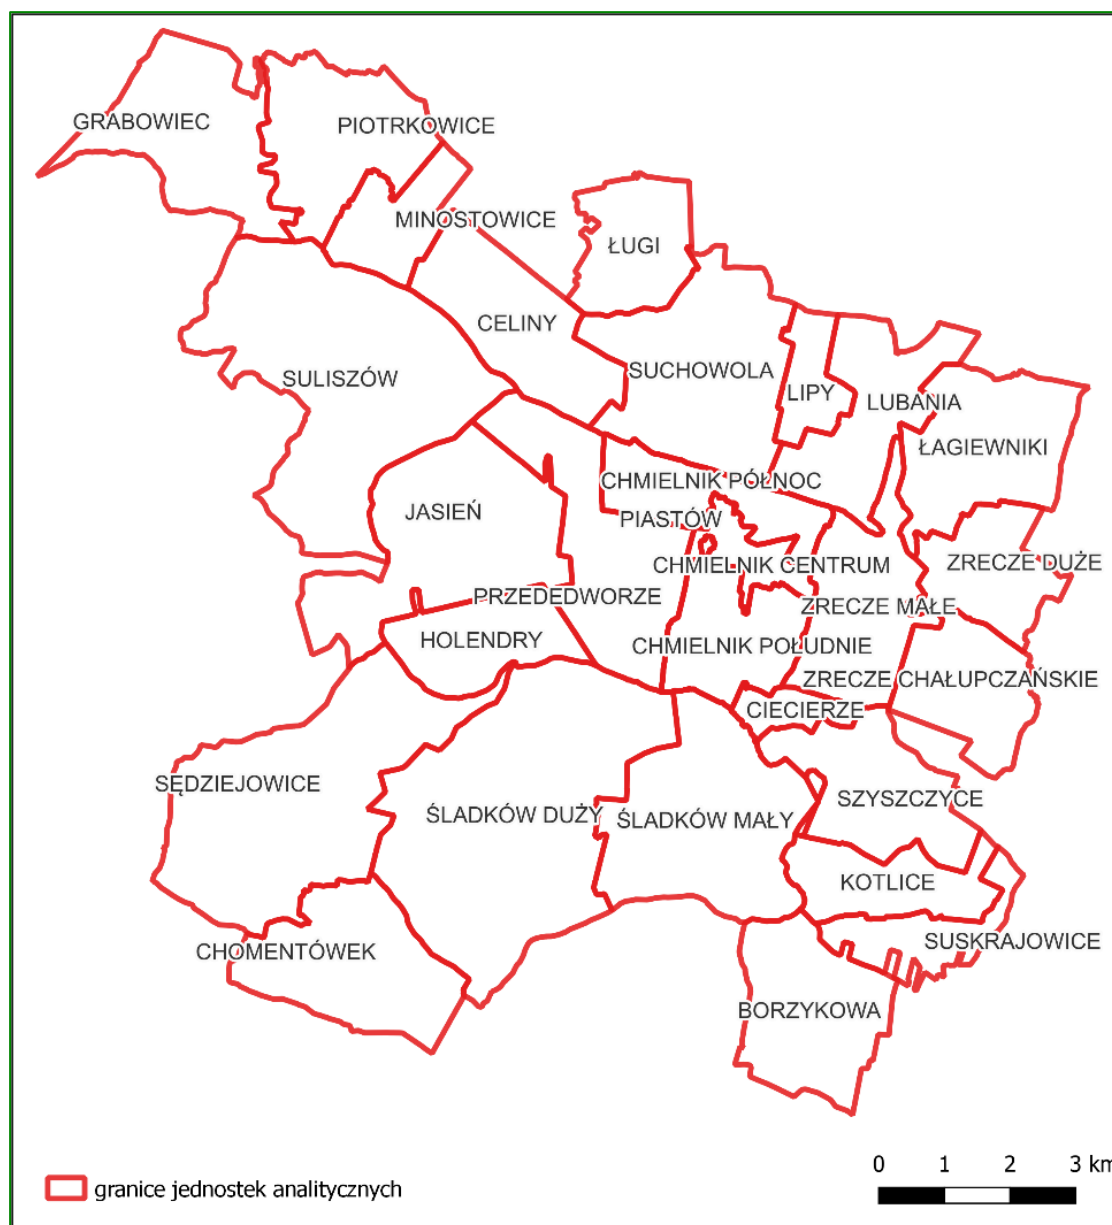 GRABOWIEC
PIOTRKOWICE
MINOSTOWICE
ŁUGI
CELINY
SUCHOWOLA
SULISZÓW
LIPY
LUBANIA
ŁAGIEWNIKI
CHMIELNIK PÓŁNOC
JASIEŃ
PIASTÓW
CHMIELNIK CENTRUM
ZRECZE DUŻE
PRZEDEDWORZE
ZRECZE MAŁE
HOLENDRY
CHMIELNIK POŁUDNIE
ZRECZE CHAŁUPCZAŃSKIE
CIECIERZE
SĘDZIEJOWICE
SZYSZCZYCE
ŚLADKÓW DUŻY
ŚLADKÓW MAŁY
KOTLICE
CHOMENTÓWEK
SUSKRAJOWICE
BORZYKOWA
0 1 2 3 km
granice jednostek analitycznych